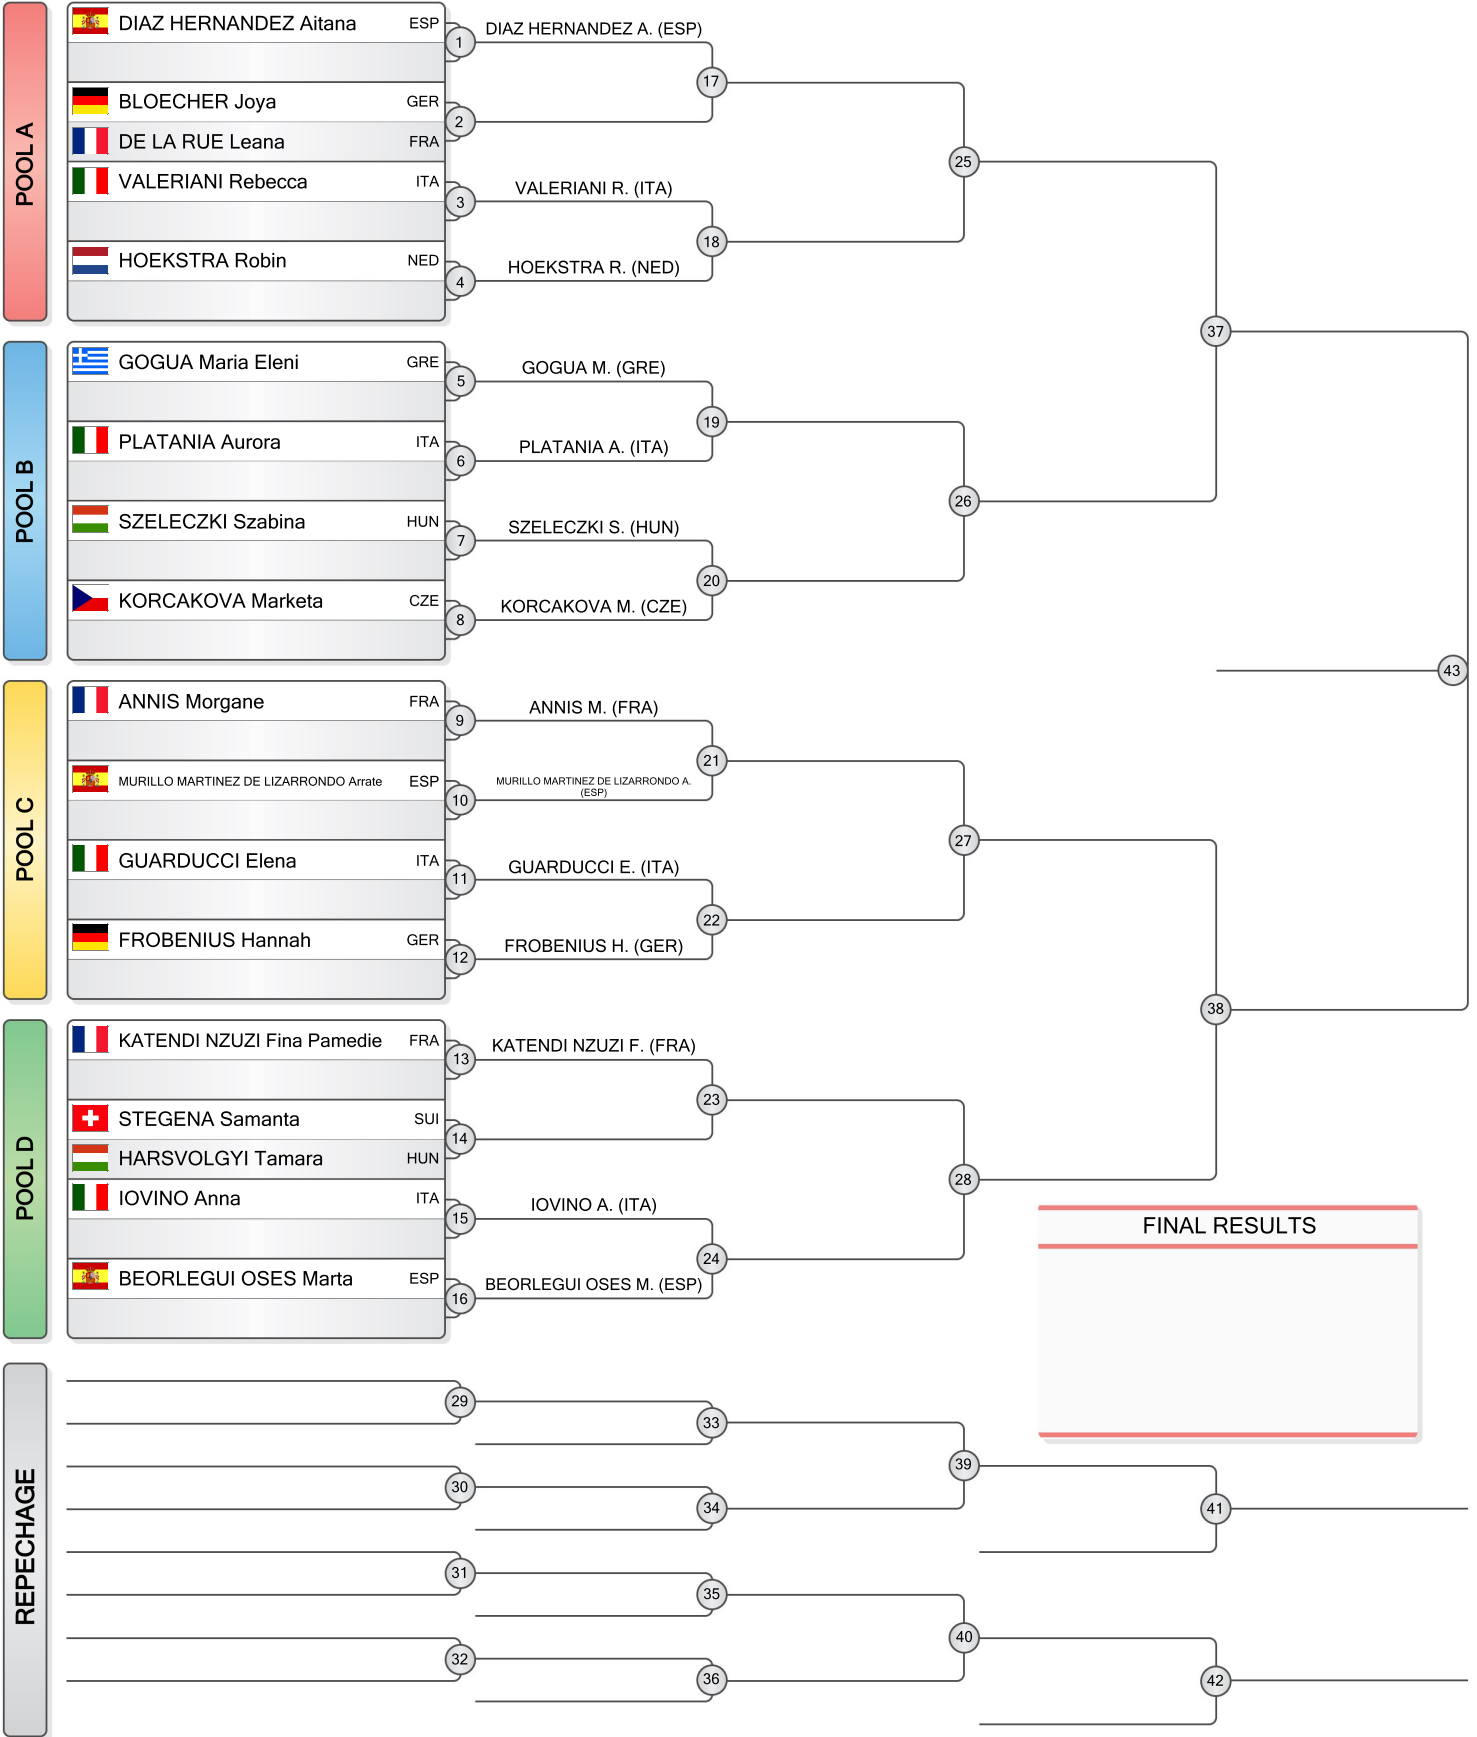 POOL A
DIAZ HERNANDEZ Aitana ESP
1
DIAZ HERNANDEZ A. (ESP)
17
BLOECHER Joya GER
2
DE LA RUE Leana FRA
25
VALERIANI Rebecca ITA
3
VALERIANI R. (ITA)
18
HOEKSTRA Robin NED
4
HOEKSTRA R. (NED)
37
POOL B
GOGUA Maria Eleni GRE
5
GOGUA M. (GRE)
19
PLATANIA Aurora ITA
6
PLATANIA A. (ITA)
26
SZELECZKI Szabina HUN
7
SZELECZKI S. (HUN)
20
KORCAKOVA Marketa CZE
8
KORCAKOVA M. (CZE)
43
POOL C
ANNIS Morgane FRA
9
ANNIS M. (FRA)
21
MURILLO MARTINEZ DE LIZARRONDO Arrate ESP
10
MURILLO MARTINEZ DE LIZARRONDO A.
(ESP)
27
GUARDUCCI Elena ITA
11
GUARDUCCI E. (ITA)
22
FROBENIUS Hannah GER
12
FROBENIUS H. (GER)
38
POOL D
KATENDI NZUZI Fina Pamedie FRA
13
KATENDI NZUZI F. (FRA)
23
STEGENA Samanta SUI
14
HARSVOLGYI Tamara HUN
28
IOVINO Anna ITA
15
IOVINO A. (ITA)
24
BEORLEGUI OSES Marta ESP
16
BEORLEGUI OSES M. (ESP)
FINAL RESULTS
REPECHAGE
29
33
30
34
39
41
31
35
32
36
40
42